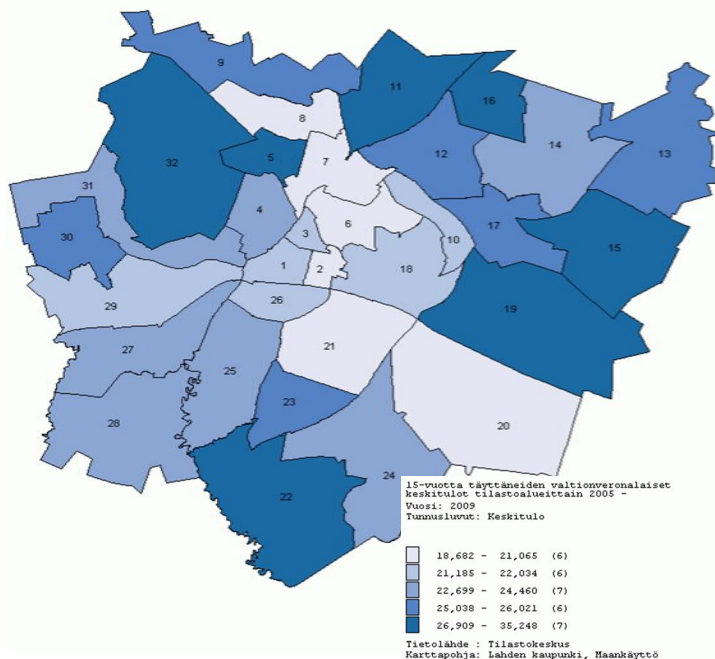 9
11
16
8
32
5
7
12
14
13
31
4
3
6
10
17
30
1
2
18
15
29
26
19
27
21
25
28
23
20
22
24
15-vuotta täyttäneiden valtionveronalaiset
keskitulot tilastoalueittain 2005 -
Vuosi: 2009
Tunnusluvut: Keskitulo
18,682 - 21,065 (6)
21,185 - 22,034 (6)
22,699 - 24,460 (7)
25,038 - 26,021 (6)
26,909 - 35,248 (7)
Tietolähde : Tilastokeskus
Karttapohja: Lahden kaupunki, Maankäyttö